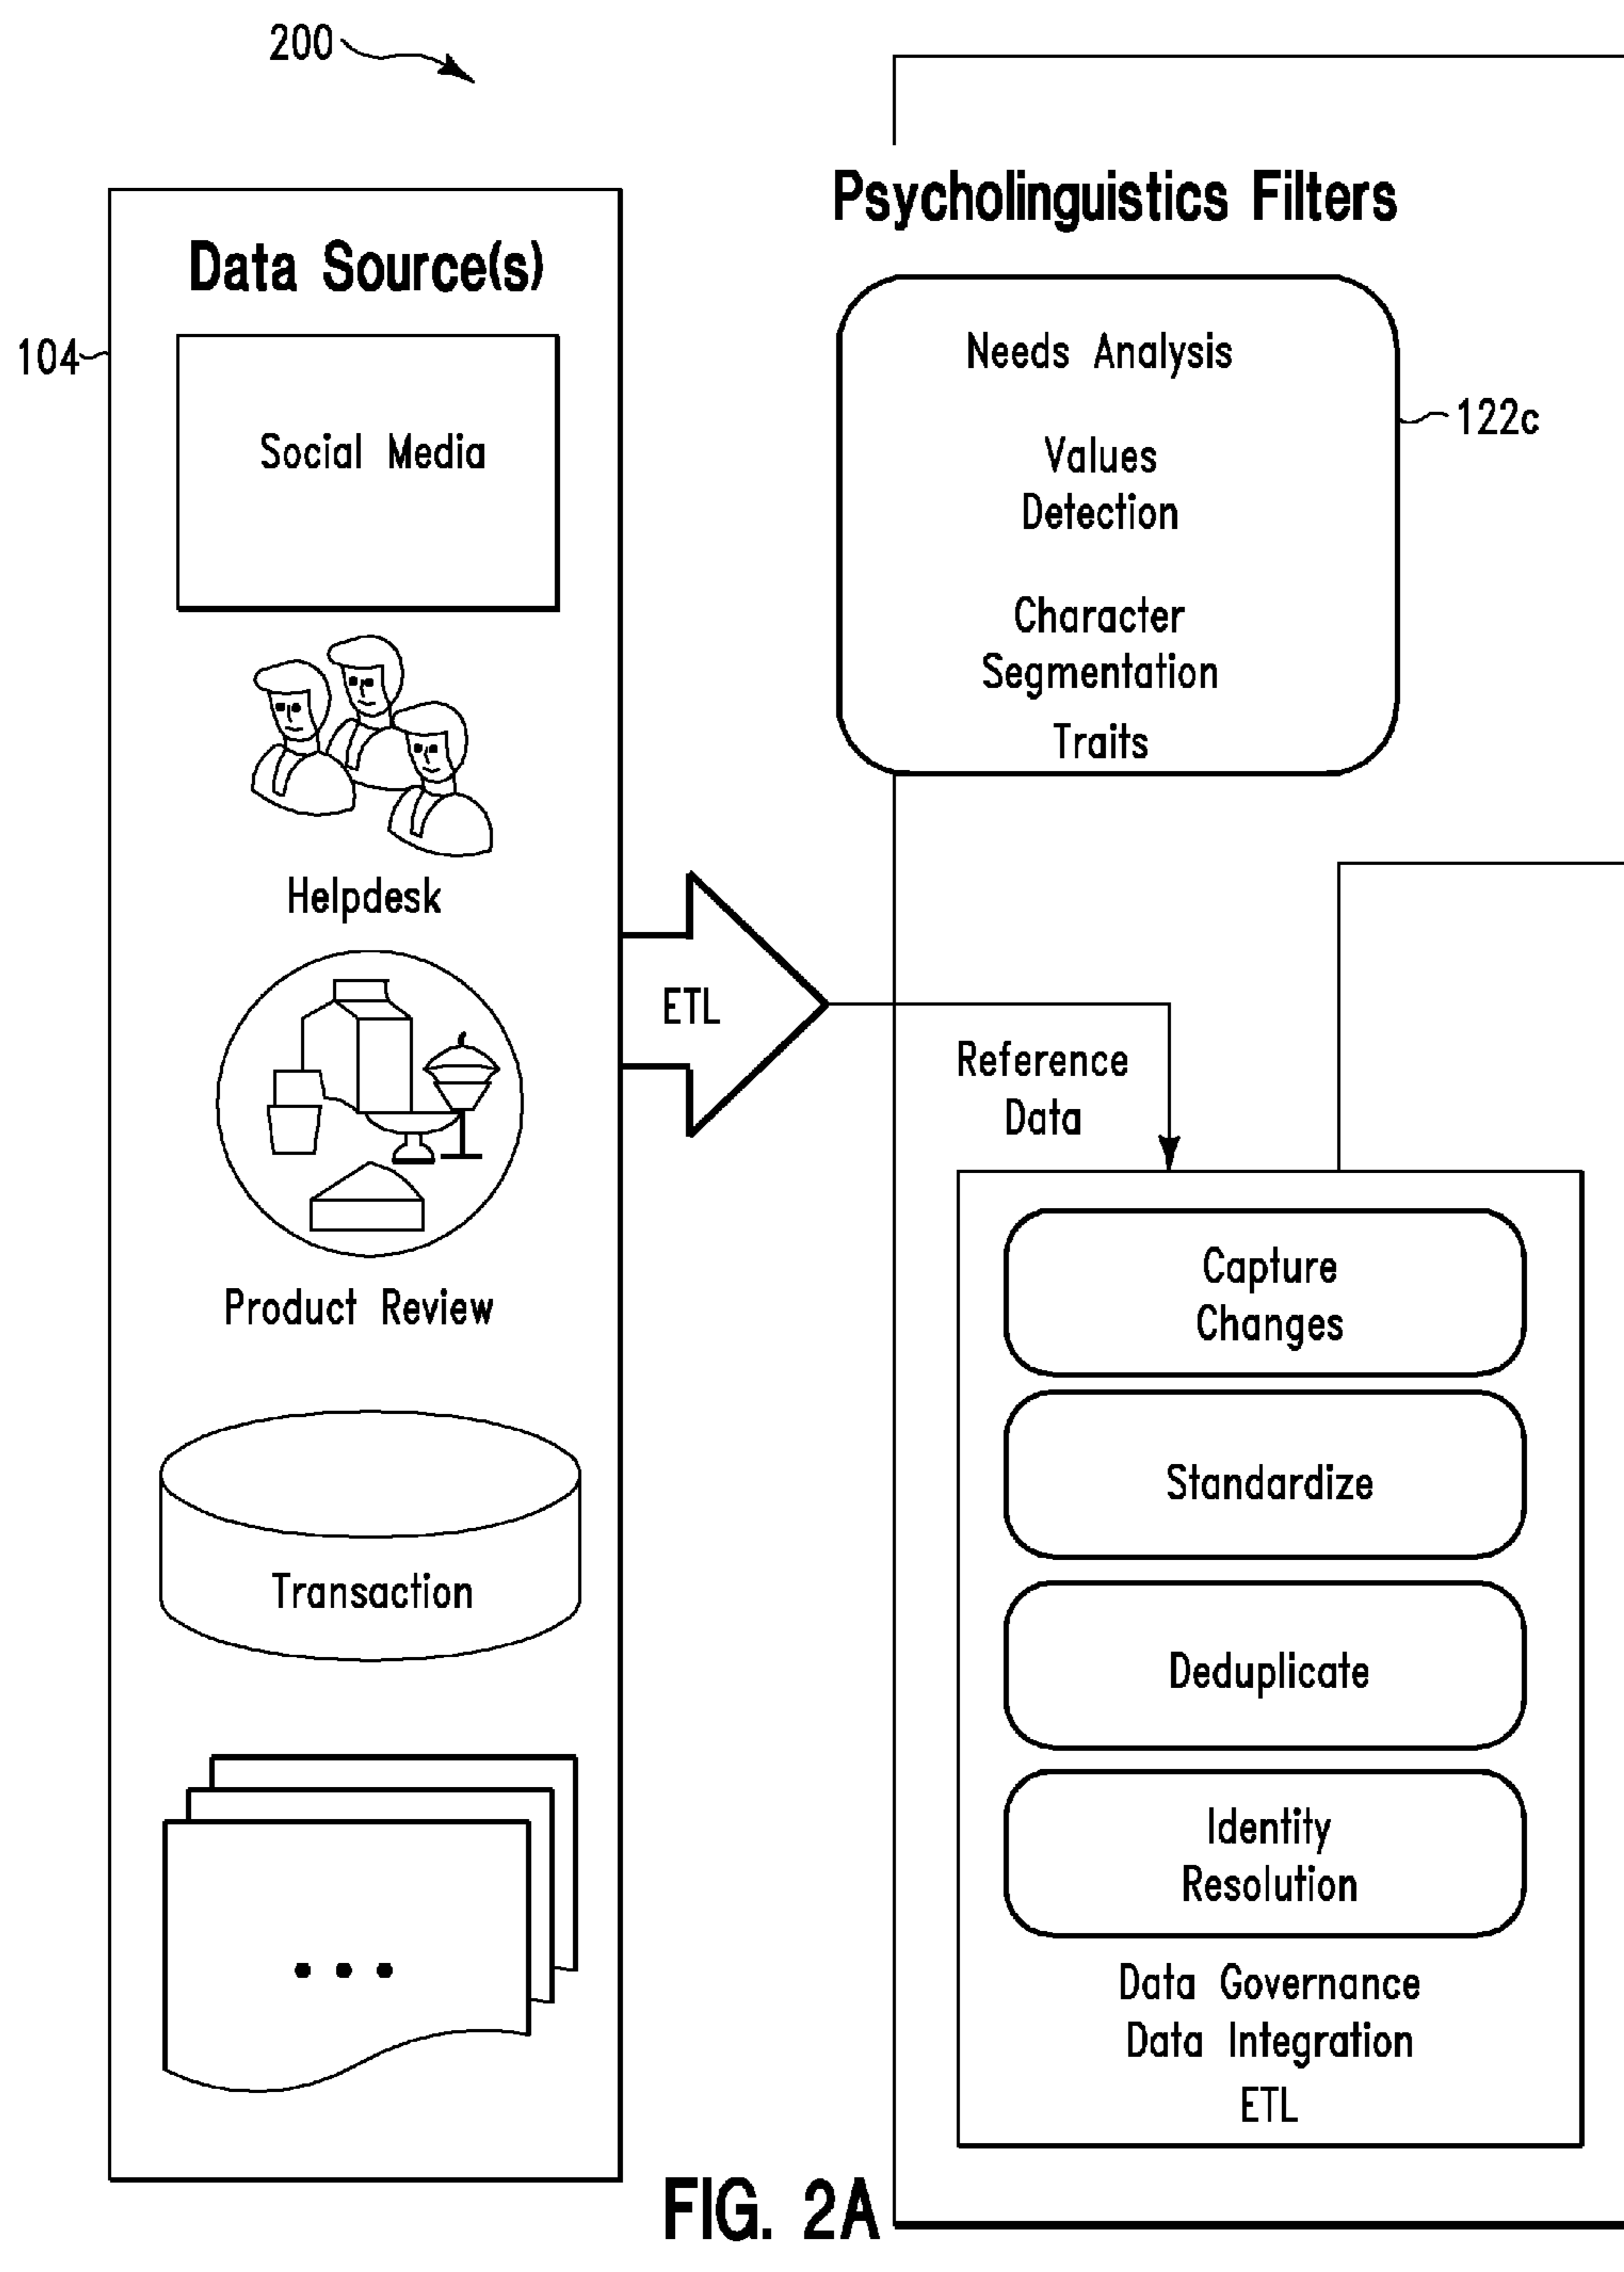 200
Data Source(s)
104
Social Media
Helpdesk
Product Review
Transaction
• • •
ETL
Psycholinguistics Filters
Needs Analysis
Values
Detection
Character
Segmentation
Traits
122c
Reference
Data
Capture
Changes
Standardize
Deduplicate
Identity
Resolution
Data Governance
Data Integration
ETL
FIG. 2A